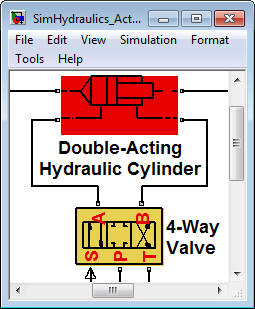 SimHydraulics_Act...
File Edit View Simulation Format
Tools Help
Double-Acting
Hydraulic Cylinder
A B
4-Way
Valve
S P T